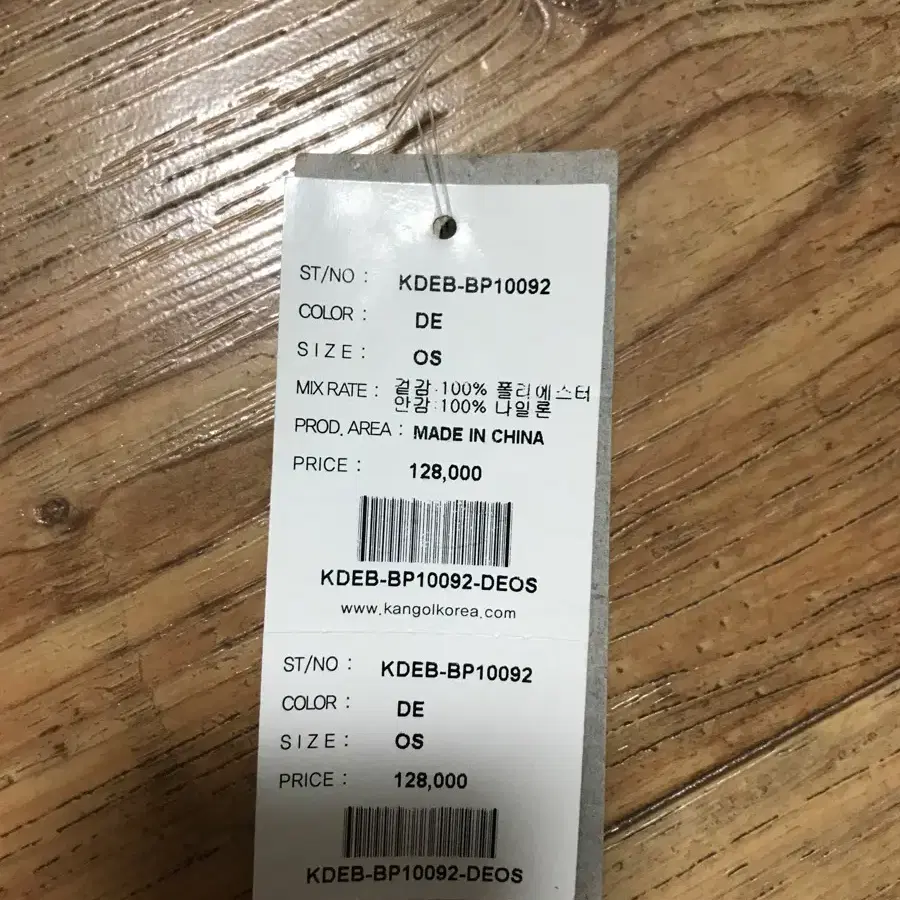 ST/NO : KDEB-BP10092
COLOR : DE
SIZE : OS
MIX RATE : 겉감:100% 폴리에스터
안감:100% 나일론
PROD. AREA : MADE IN CHINA
PRICE : 128,000
KDEB-BP10092-DEOS
www.kangolkorea.com
ST/NO : KDEB-BP10092
COLOR : DE
SIZE : OS
PRICE : 128,000
KDEB-BP10092-DEOS